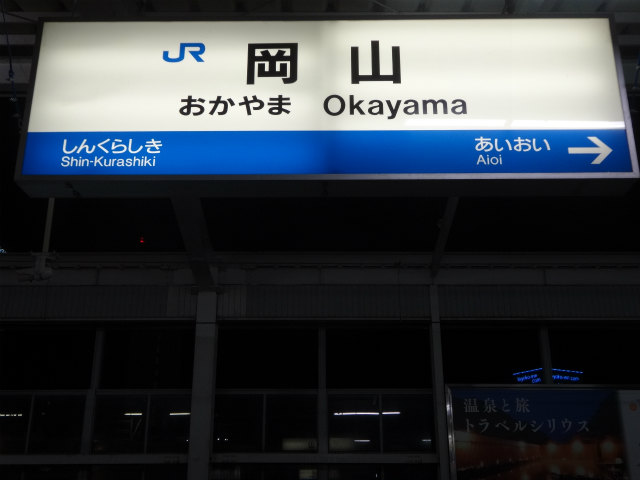 JR 岡山
おかやま Okayama
しんくらしき あいおい
Shin-Kurashiki Aioi
温泉と旅
トラベルシリウス